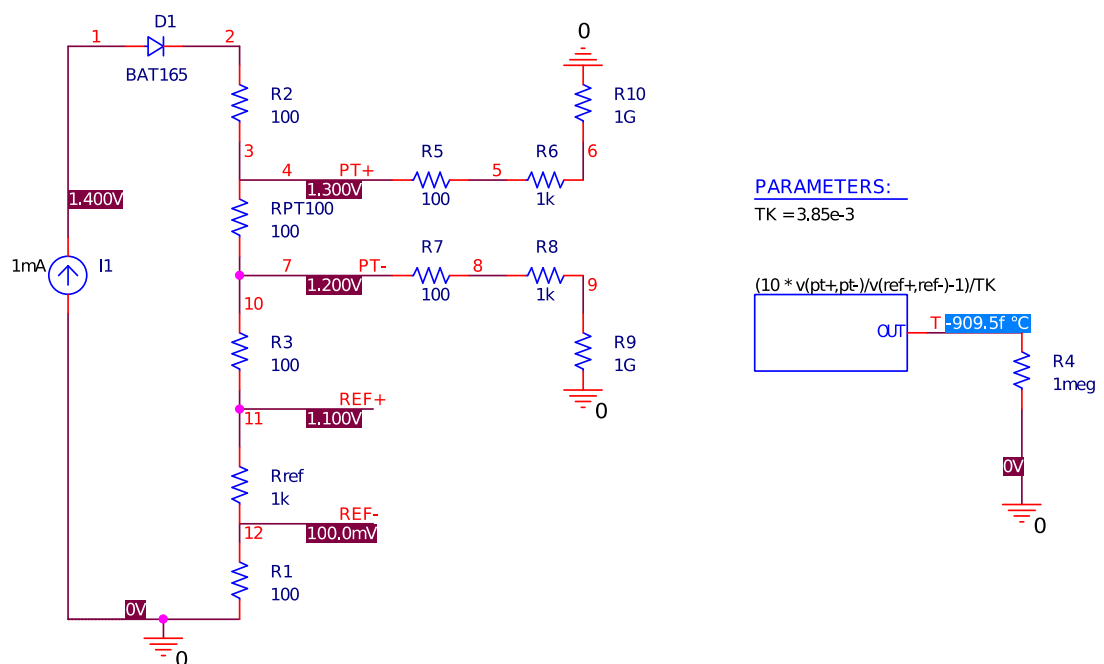 D1
1
2
BAT165
0
R2
100
R10
1G
3
4
PT+
1.300V
R5
100
5
R6
1k
6
1.400V
RPT100
100
PARAMETERS:
TK = 3.85e-3
1mA
I1
7
PT-
1.200V
R7
100
8
R8
1k
9
10
(10 * v(pt+,pt-)/v(ref+,ref-)-1)/TK
OUT
T
-909.5f °C
R3
100
R9
1G
R4
1meg
0
REF+
11
1.100V
Rref
1k
0V
REF-
12
100.0mV
0
R1
100
0V
0